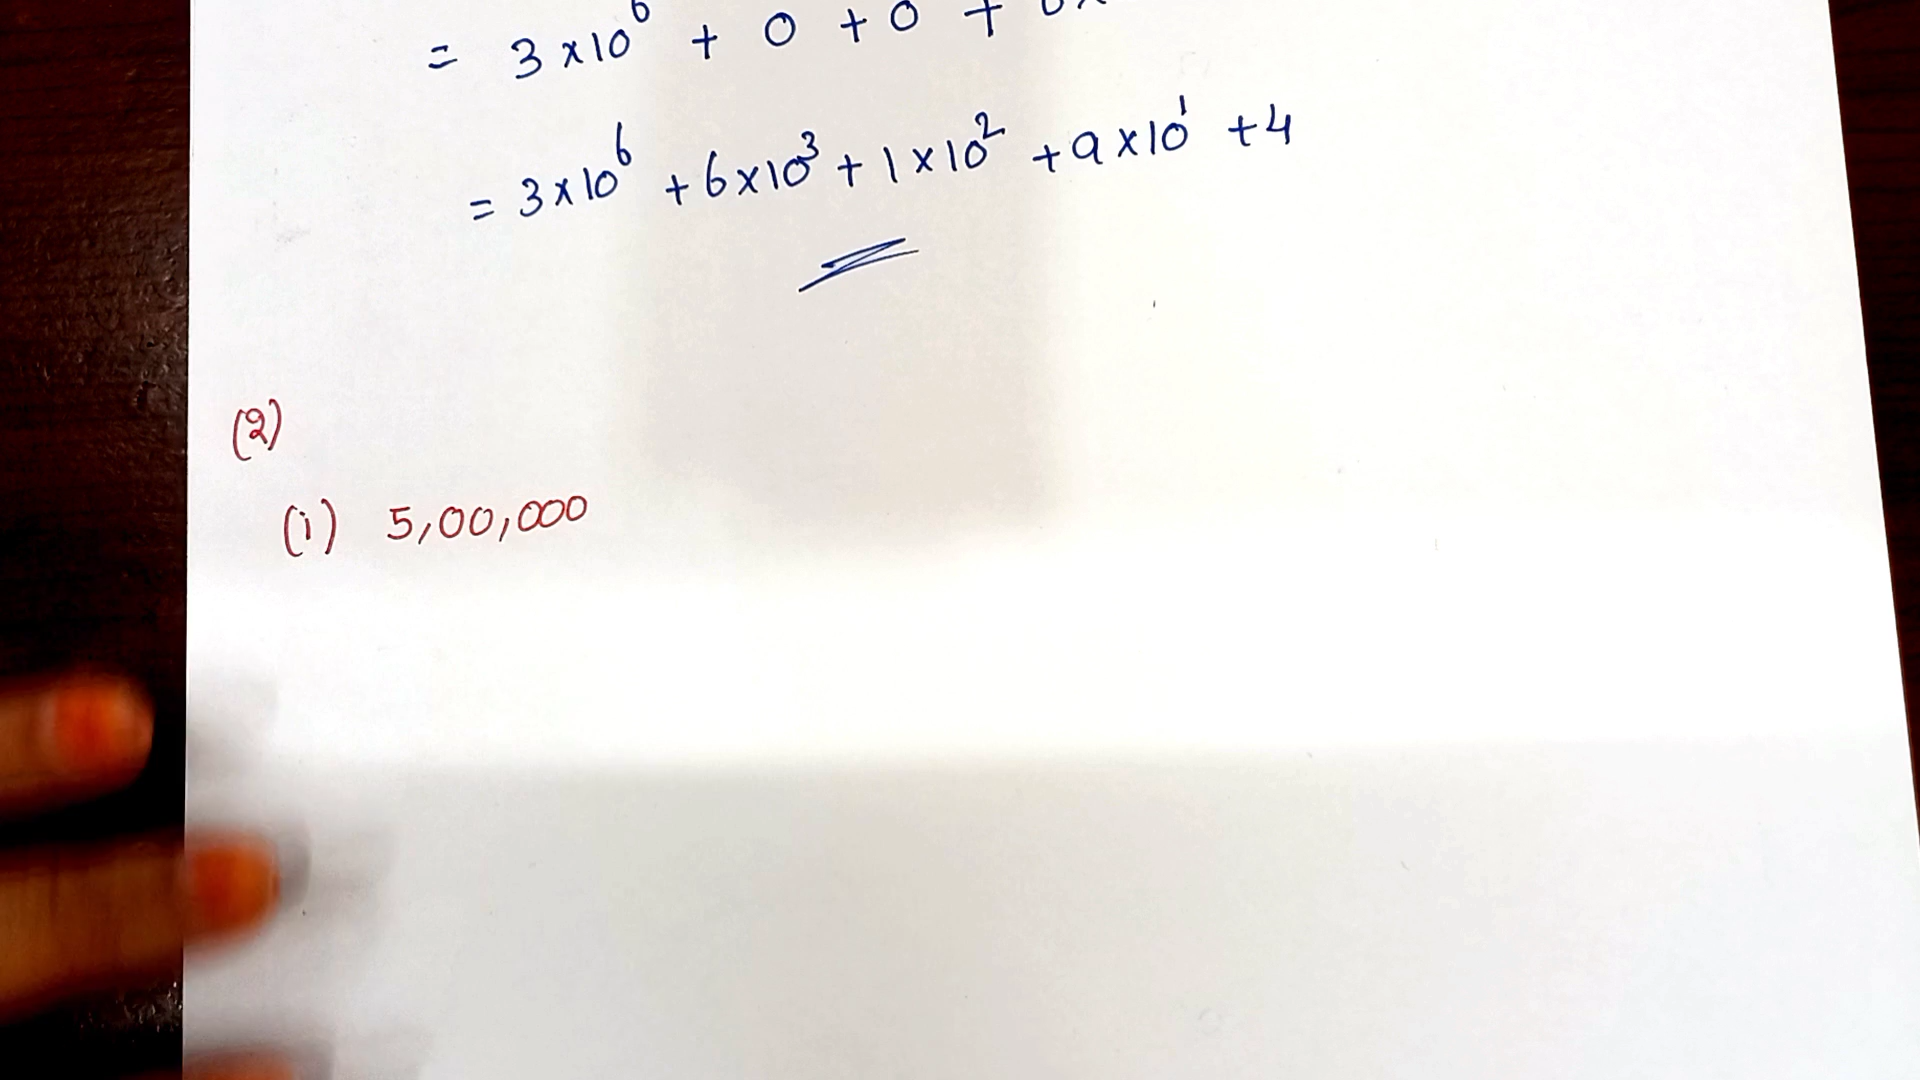 = 3×10⁶ + 0 + 0 +
= 3×10⁶ + 6×10³ + 1×10² + 9×10¹ + 4
(2)
(i) 5,00,000